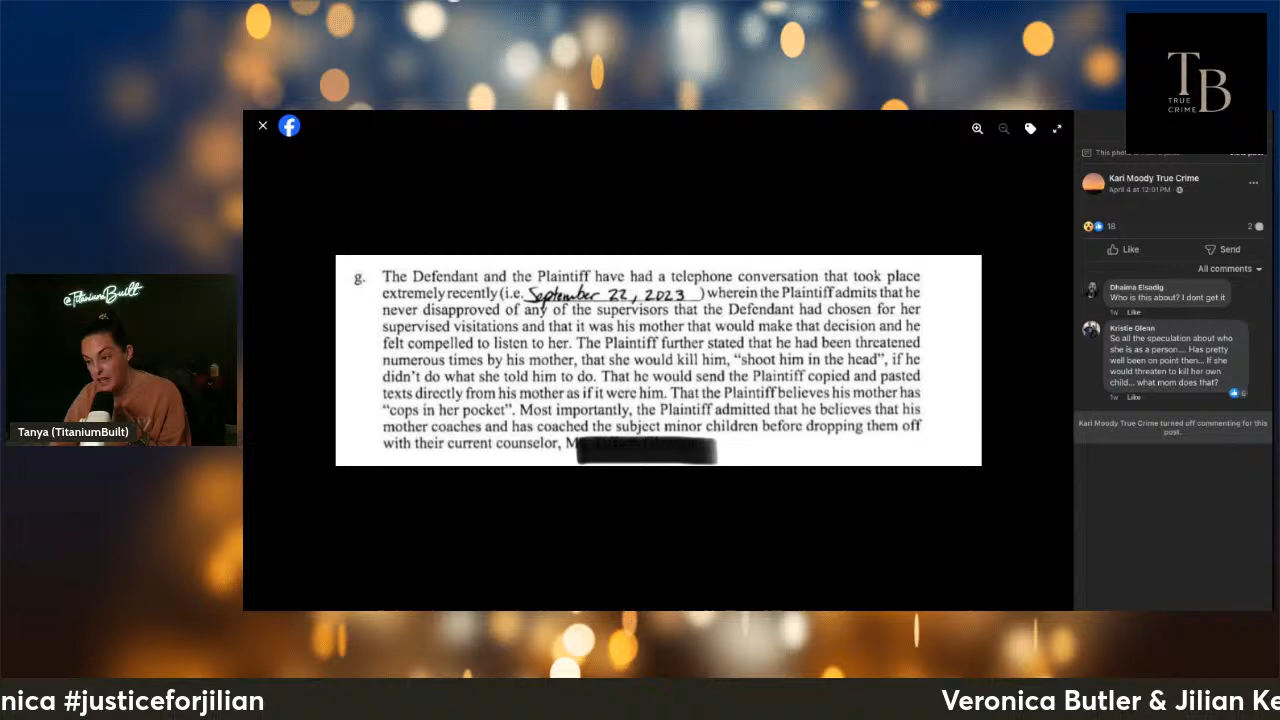 TB
TRUE
CRIME
@TitaniumBuilt
Tanya (TitaniumBuilt)
g. The Defendant and the Plaintiff have had a telephone conversation that took place
extremely recently (i.e. September 22, 2023 ) wherein the Plaintiff admits that he
never disapproved of any of the supervisors that the Defendant had chosen for her
supervised visitations and that it was his mother that would make that decision and he
felt compelled to listen to her. The Plaintiff further stated that he had been threatened
numerous times by his mother, that she would kill him, “shoot him in the head”, if he
didn’t do what she told him to do. That he would send the Plaintiff copied and pasted
texts directly from his mother as if it were him. That the Plaintiff believes his mother has
“cops in her pocket”. Most importantly, the Plaintiff admitted that he believes that his
mother coaches and has coached the subject minor children before dropping them off
with their current counselor,
This
Kari Moody True Crime
April 4 at 12:01 PM
18
2
Like
Send
All comments
Dhaima Elsadig
Who is this about? I dont get it
1w Like
Kristie Glenn
So all the speculation about who
she is as a person.... Has pretty
well been on point then... If she
would threaten to kill her own
child... what mom does that?
1w Like
6
Kari Moody True Crime turned off commenting for this
post.
nica #justiceforjilian
Veronica Butler & Jilian Ke